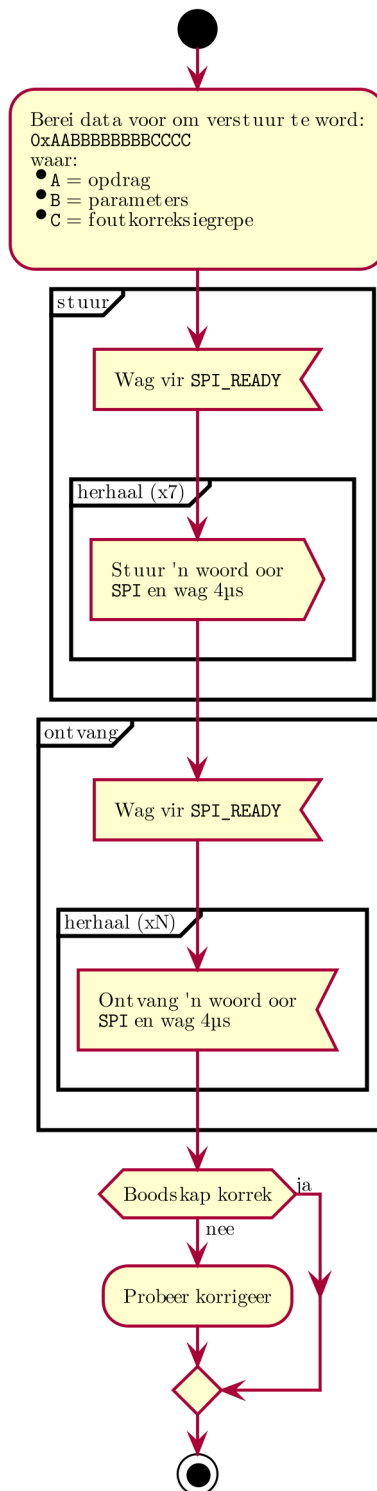 Berei data voor om verstuur te word:
0xAABBBBBBBBCCCC
waar:
A = opdrag
B = parameters
C = foutkorreksiegrepe
stuur
Wag vir SPI_READY
herhaal (x7)
Stuur 'n woord oor
SPI en wag 4µs
ontvang
Wag vir SPI_READY
herhaal (xN)
Ontvang 'n woord oor
SPI en wag 4µs
Boodskap korrek
ja
nee
Probeer korrigeer